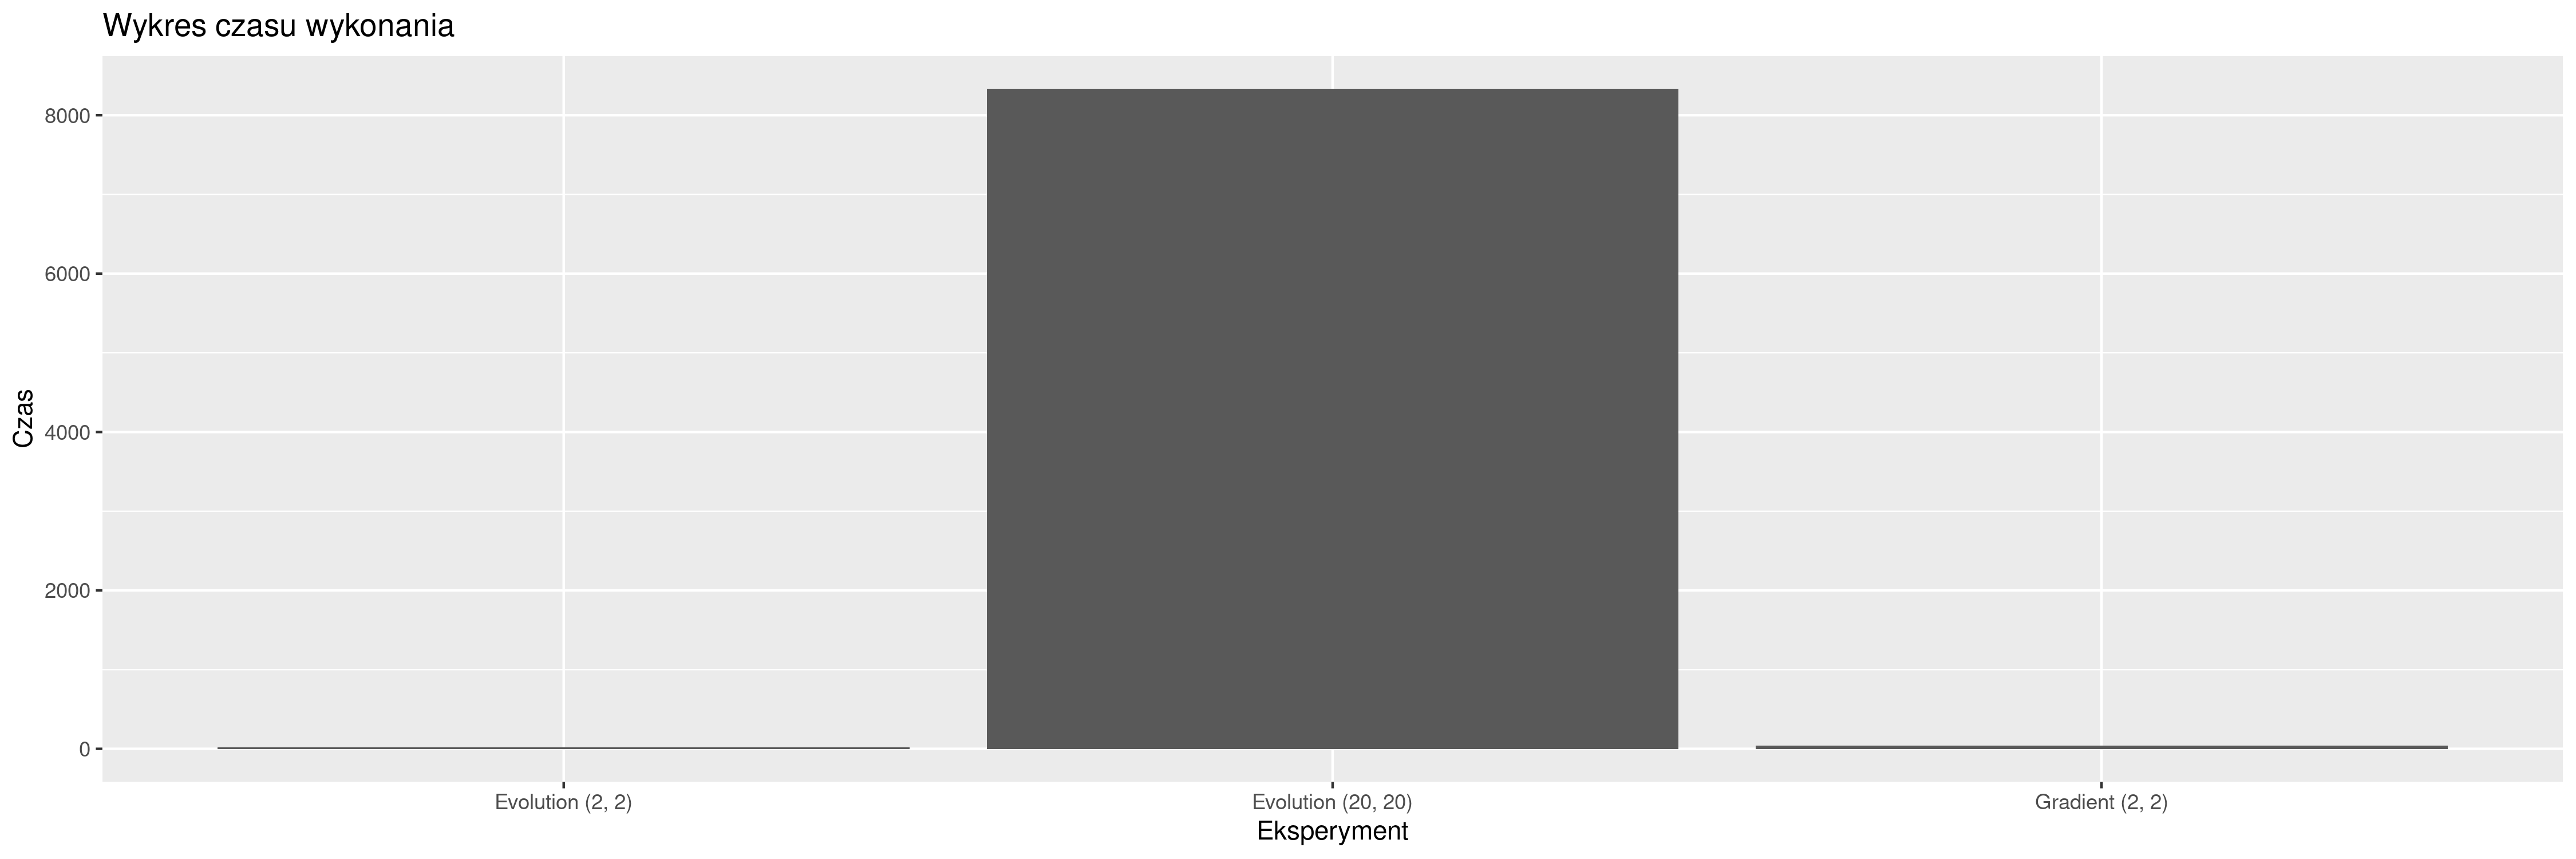 Wykres czasu wykonania
Czas
8000
6000
4000
2000
0
Evolution (2, 2)
Evolution (20, 20)
Gradient (2, 2)
Eksperyment